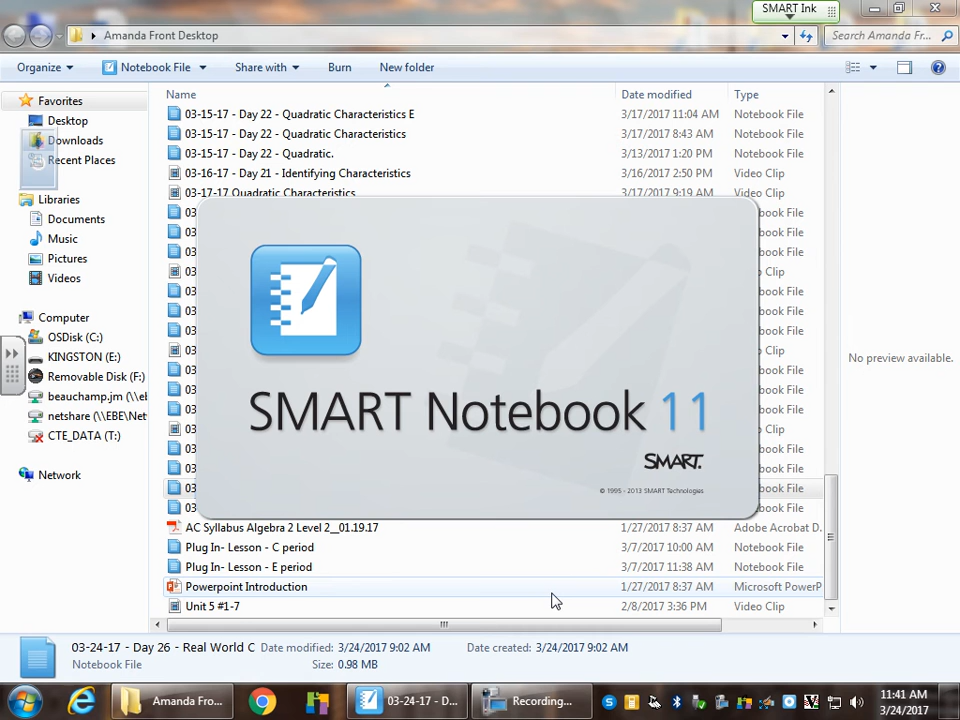 SMART Ink
Amanda Front Desktop
Search Amanda Fr...
Organize
Notebook File
Share with
Burn
New folder
Name
Date modified
Type
Favorites
Desktop
Downloads
Recent Places
Libraries
Documents
Music
Pictures
Videos
Computer
OSDisk (C:)
KINGSTON (E:)
Removable Disk (F:)
beauchamp.jm (\\eb
netshare (\\EBE\Net
CTE_DATA (T:)
Network
03-15-17 - Day 22 - Quadratic Characteristics E 3/17/2017 11:04 AM Notebook File
03-15-17 - Day 22 - Quadratic Characteristics 3/17/2017 8:43 AM Notebook File
03-15-17 - Day 22 - Quadratic. 3/13/2017 1:20 PM Notebook File
03-16-17 - Day 21 - Identifying Characteristics 3/16/2017 2:50 PM Video Clip
03-17-17 Quadratic Characteristics 3/17/2017 9:19 AM Video Clip
SMART Notebook 11
SMART
© 1995 - 2013 SMART Technologies
No preview available.
AC Syllabus Algebra 2 Level 2__01.19.17 1/27/2017 8:37 AM Adobe Acrobat D.
Plug In- Lesson - C period 3/7/2017 10:00 AM Notebook File
Plug In- Lesson - E period 3/7/2017 11:38 AM Notebook File
Powerpoint Introduction 1/27/2017 8:37 AM Microsoft PowerP
Unit 5 #1-7 2/8/2017 3:36 PM Video Clip
03-24-17 - Day 26 - Real World C Date modified: 3/24/2017 9:02 AM Date created: 3/24/2017 9:02 AM
Notebook File Size: 0.98 MB
Amanda Fro...
03-24-17 - D...
Recording...
11:41 AM
3/24/2017